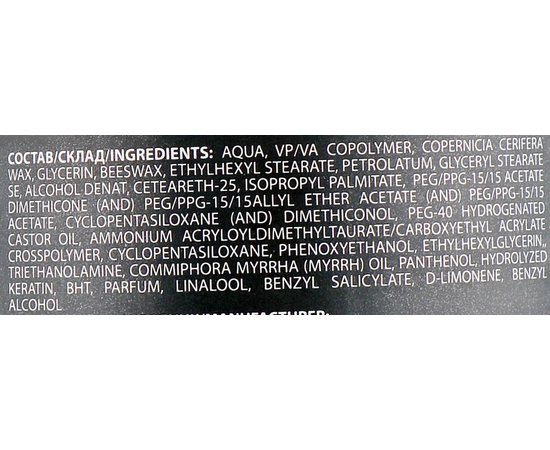 СОСТАВ/СКЛАД/INGREDIENTS: AQUA, VP/VA COPOLYMER, COPERNICIA CERIFERA
WAX, GLYCERIN, BEESWAX, ETHYLHEXYL STEARATE, PETROLATUM, GLYCERYL STEARATE
SE, ALCOHOL DENAT, CETEARETH-25, ISOPROPYL PALMITATE, PEG/PPG-15/15 ACETATE
DIMETHICONE (AND) PEG/PPG-15/15ALLYL ETHER ACETATE (AND) PEG/PPG-15/15
ACETATE, CYCLOPENTASILOXANE (AND) DIMETHICONOL, PEG-40 HYDROGENATED
CASTOR OIL, AMMONIUM ACRYLOYLDIMETHYLTAURATE/CARBOXYETHYL ACRYLATE
CROSSPOLYMER, CYCLOPENTASILOXANE, PHENOXYETHANOL, ETHYLHEXYLGLYCERIN,,
TRIETHANOLAMINE, COMMIPHORA MYRRHA (MYRRH) OIL, PANTHENOL, HYDROLYZED
KERATIN, BHT, PARFUM, LINALOOL, BENZYL SALICYLATE, D-LIMONENE, BENZYL
ALCOHOL
/MANUFACTURER: